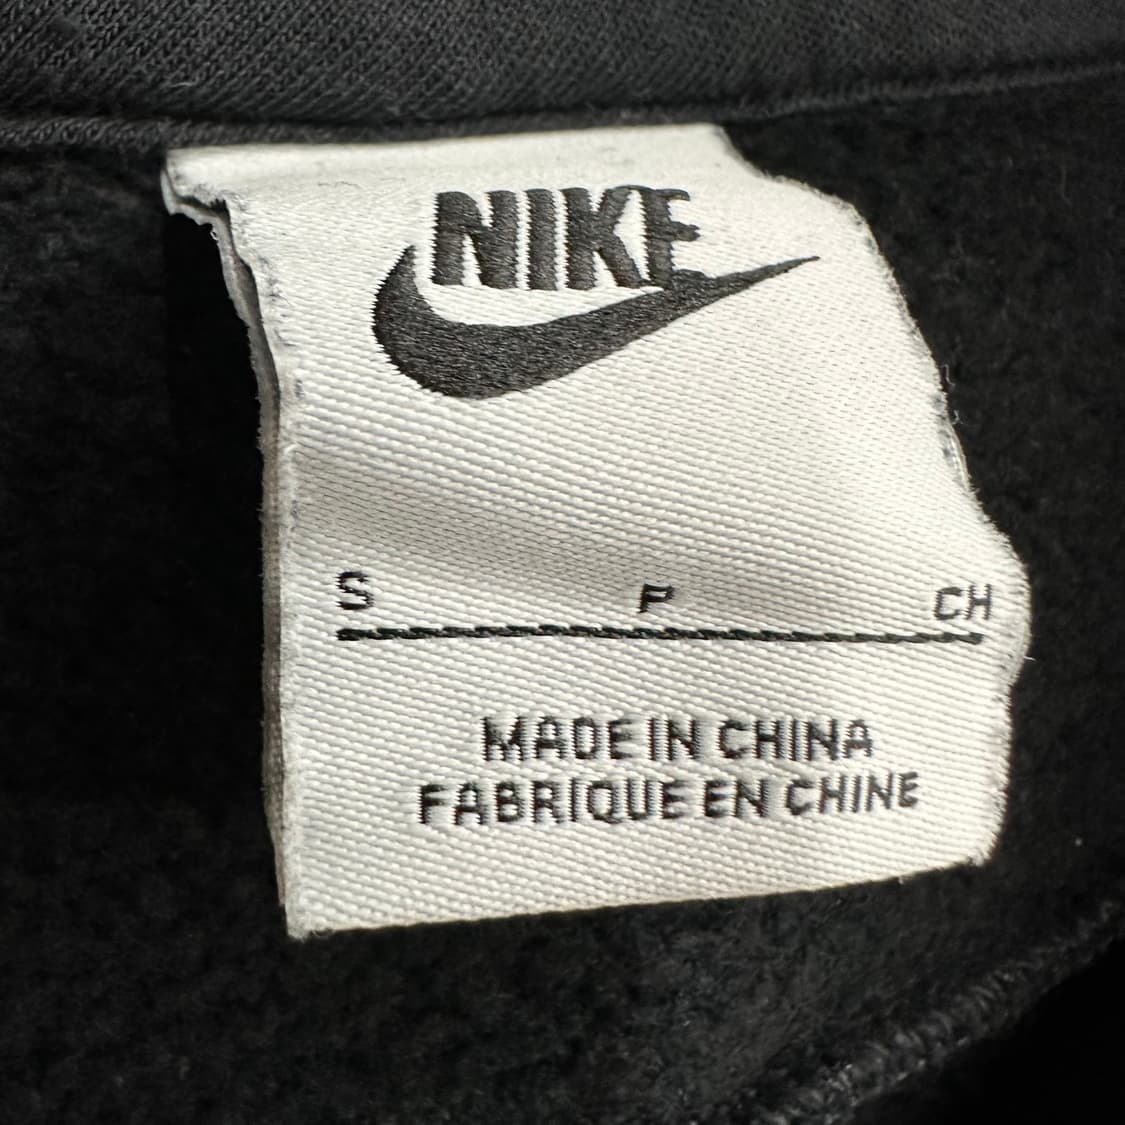 NIKE
S P CH
MADE IN CHINA
FABRIQUE EN CHINE